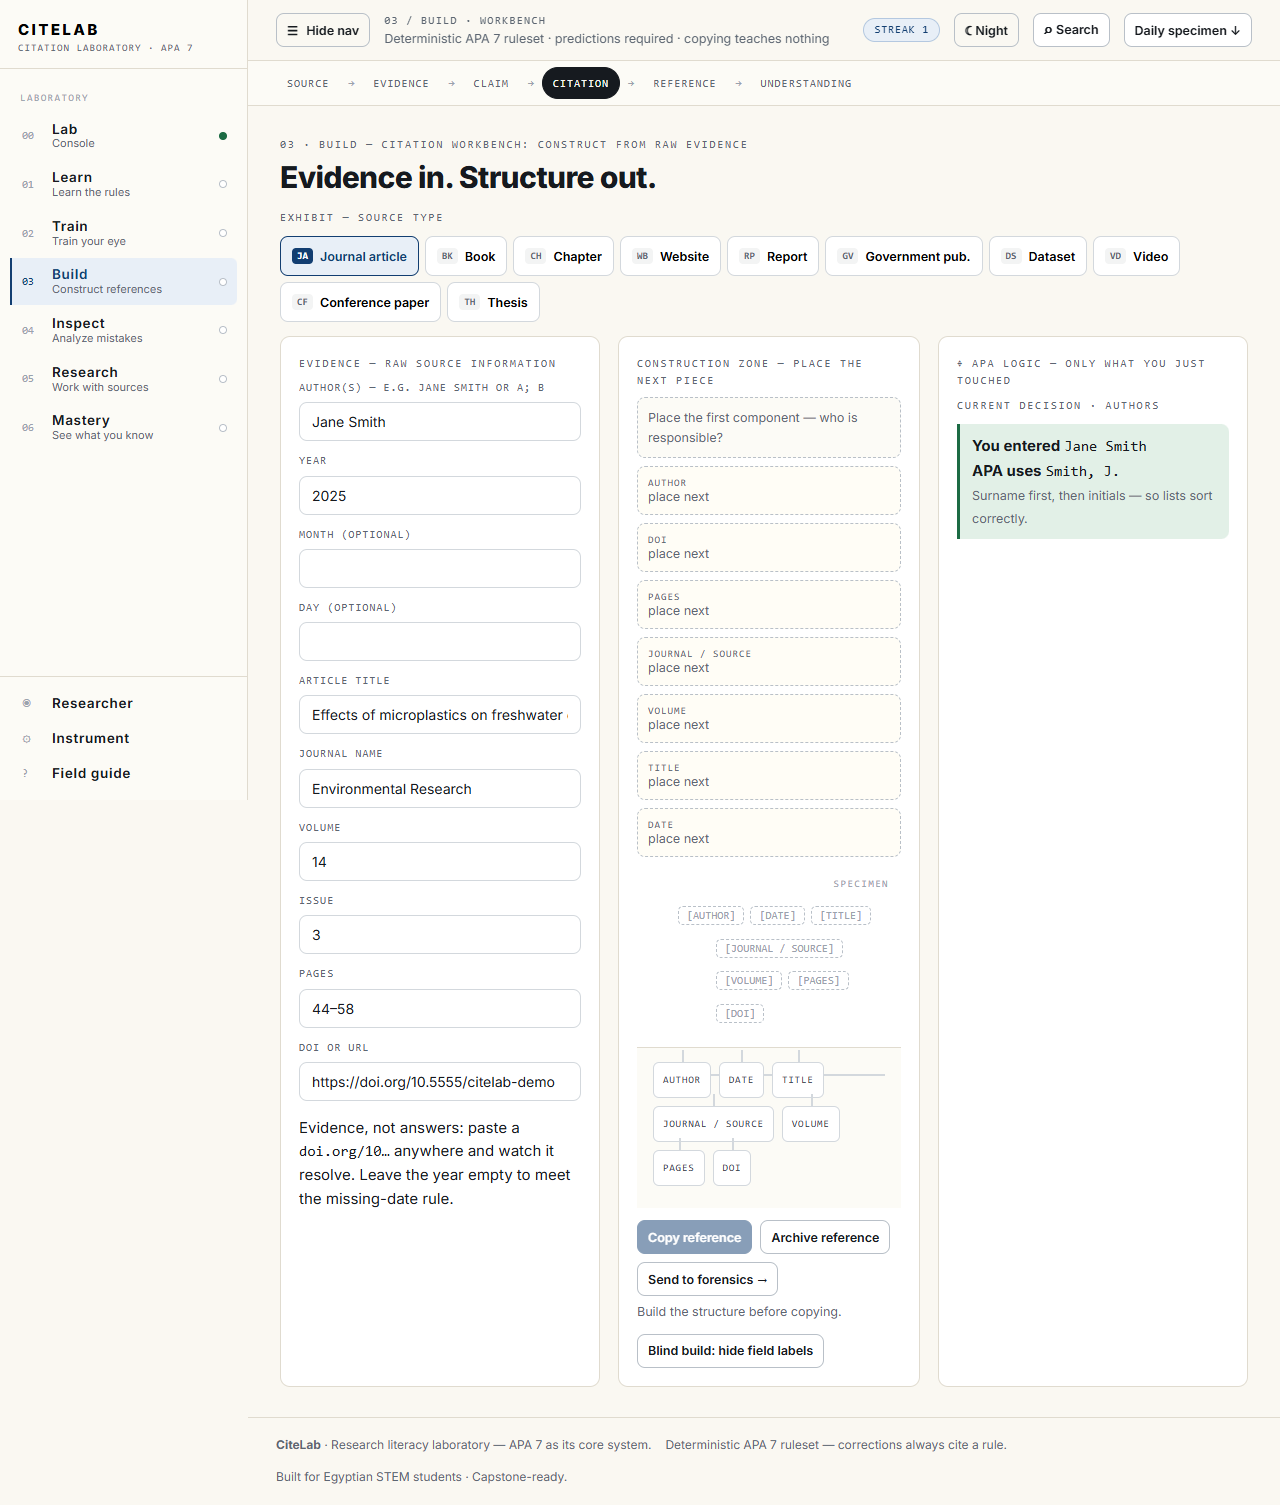 CITELAB
CITATION LABORATORY · APA 7
LABORATORY
00 Lab
Console
01 Learn
Learn the rules
02 Train
Train your eye
03 Build
Construct references
04 Inspect
Analyze mistakes
05 Research
Work with sources
06 Mastery
See what you know
Researcher
Instrument
? Field guide
☰ Hide nav
03 / BUILD · WORKBENCH
Deterministic APA 7 ruleset · predictions required · copying teaches nothing
STREAK 1
☾ Night
⌕ Search
Daily specimen ↓
SOURCE → EVIDENCE → CLAIM → CITATION → REFERENCE → UNDERSTANDING
03 · BUILD — CITATION WORKBENCH: CONSTRUCT FROM RAW EVIDENCE
Evidence in. Structure out.
EXHIBIT — SOURCE TYPE
JA Journal article
BK Book
CH Chapter
WB Website
RP Report
GV Government pub.
DS Dataset
VD Video
CF Conference paper
TH Thesis
EVIDENCE — RAW SOURCE INFORMATION
AUTHOR(S) — E.G. JANE SMITH OR A; B
Jane Smith
YEAR
2025
MONTH (OPTIONAL)
DAY (OPTIONAL)
ARTICLE TITLE
Effects of microplastics on freshwater
JOURNAL NAME
Environmental Research
VOLUME
14
ISSUE
3
PAGES
44–58
DOI OR URL
https://doi.org/10.5555/citelab-demo
Evidence, not answers: paste a
doi.org/10… anywhere and watch it
resolve. Leave the year empty to meet
the missing-date rule.
CONSTRUCTION ZONE — PLACE THE
NEXT PIECE
Place the first component — who is
responsible?
AUTHOR
place next
DOI
place next
PAGES
place next
JOURNAL / SOURCE
place next
VOLUME
place next
TITLE
place next
DATE
place next
SPECIMEN
[AUTHOR] [DATE] [TITLE]
[JOURNAL / SOURCE]
[VOLUME] [PAGES]
[DOI]
AUTHOR DATE TITLE
JOURNAL / SOURCE VOLUME
PAGES DOI
Copy reference
Archive reference
Send to forensics →
Build the structure before copying.
Blind build: hide field labels
APA LOGIC — ONLY WHAT YOU JUST
TOUCHED
CURRENT DECISION · AUTHORS
You entered Jane Smith
APA uses Smith, J.
Surname first, then initials — so lists sort
correctly.
CiteLab · Research literacy laboratory — APA 7 as its core system. Deterministic APA 7 ruleset — corrections always cite a rule.
Built for Egyptian STEM students · Capstone-ready.